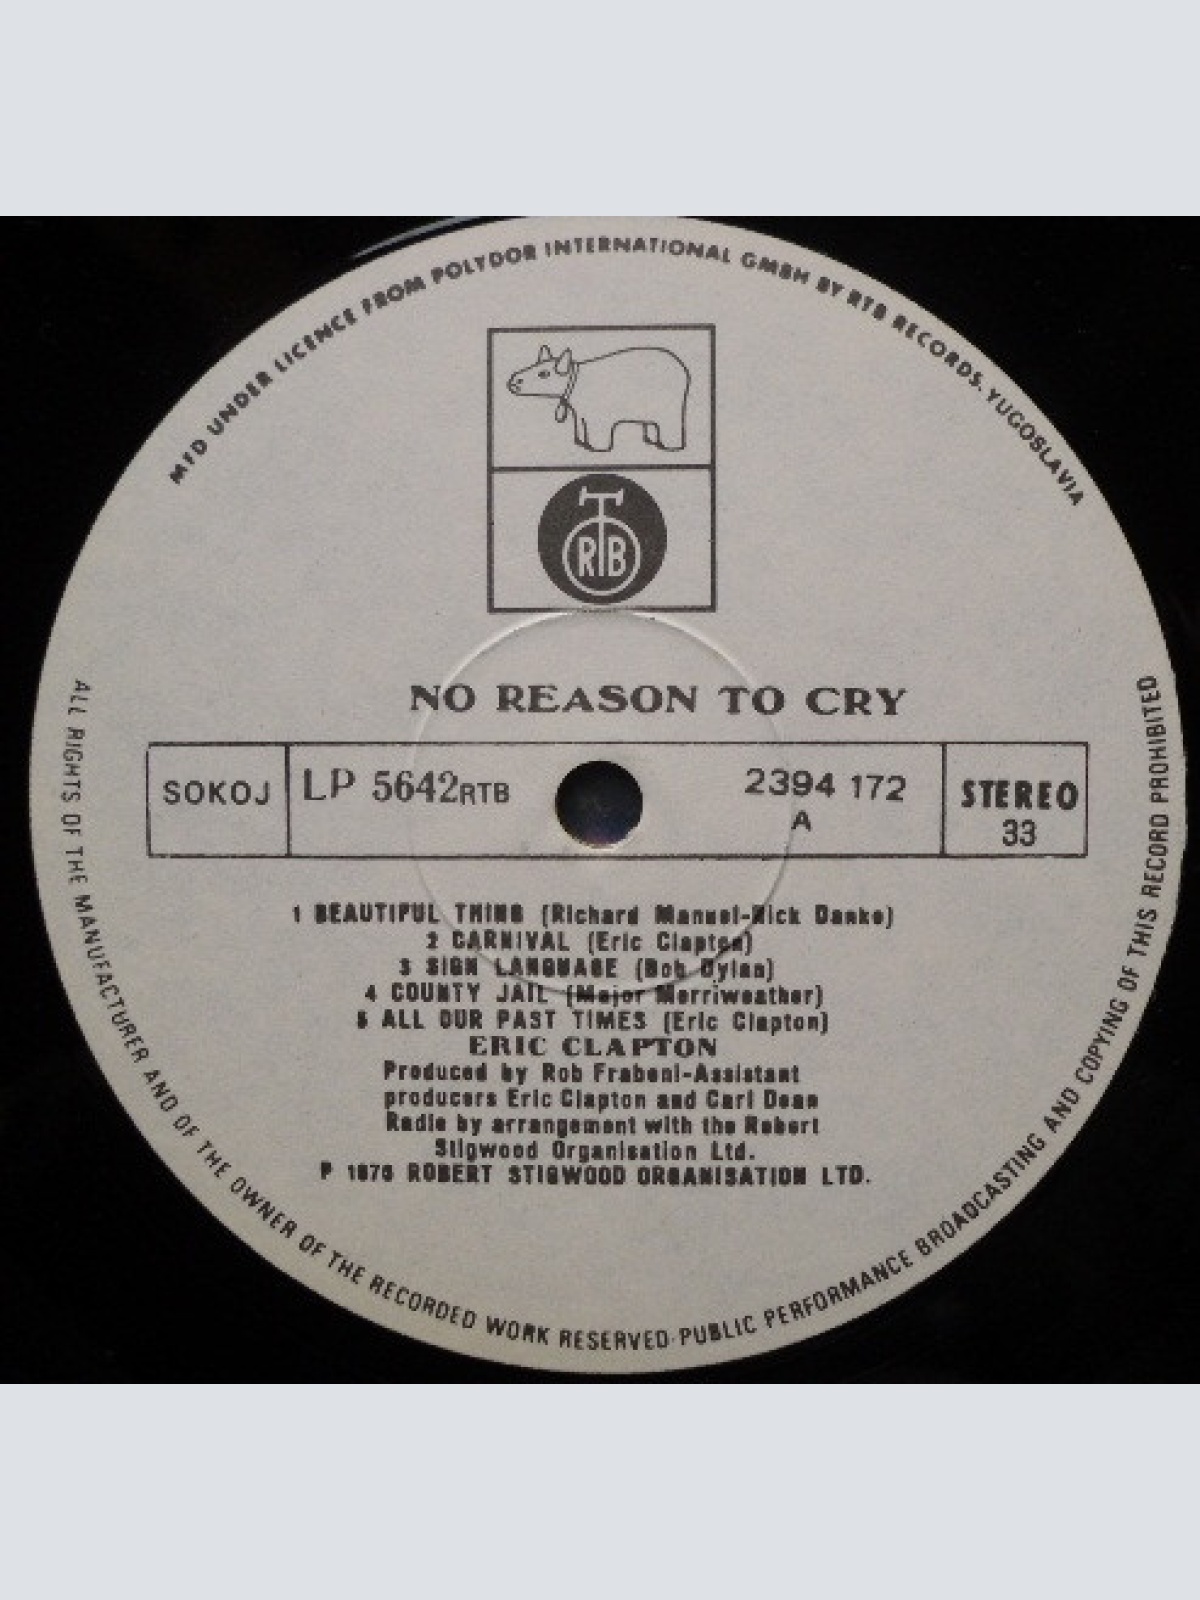 MFD UNDER LICENCE FROM POLYDOR INTERNATIONAL GMBH BY RTB RECORDS. YUGOSLAVIA
RTB
NO REASON TO CRY
SOKOJ
LP 5642RTB
2394 172
A
STEREO
33
1 BEAUTIFUL THING (Richard Manuel-Rick Danko)
2 CARNIVAL (Eric Clapton)
3 SIGN LANGUAGE (Bob Dylan)
4 COUNTY JAIL (Major Merriweather)
5 ALL OUR PAST TIMES (Eric Clapton)
ERIC CLAPTON
Produced by Rob Fraboni-Assistant
producers Eric Clapton and Carl Dean
Radle by arrangement with the Robert
Stigwood Organisation Ltd.
P 1976 ROBERT STIGWOOD ORGANISATION LTD.
ALL RIGHTS OF THE MANUFACTURER AND OF THE OWNER OF THE RECORDED WORK RESERVED·PUBLIC PERFORMANCE BROADCASTING AND COPYING OF THIS RECORD PROHIBITED